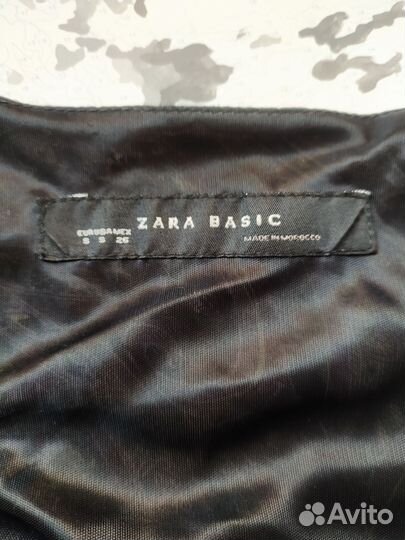 ZARA BASIC
EUR USA MEX
S S 26
MADE IN MOROCCO
Avito